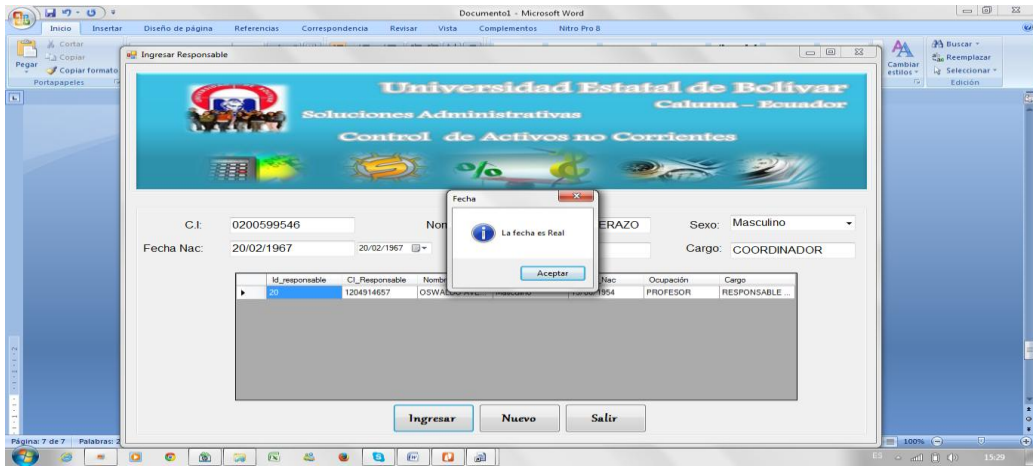 Documento1 - Microsoft Word
Inicio Insertar Diseño de página Referencias Correspondencia Revisar Vista Complementos Nitro Pro 8
Pegar
Cortar
Copiar
Copiar formato
Portapapeles
Cambiar estilos
Buscar
Reemplazar
Seleccionar
Edición
Ingresar Responsable
Universidad Estatal de Bolívar
Caluma – Ecuador
Soluciones Administrativas
Control de Activos no Corrientes
Fecha
La fecha es Real
Aceptar
C.I: 0200599546 Nom ERAZO Sexo: Masculino
Fecha Nac: 20/02/1967 20/02/1967 Cargo: COORDINADOR
Id_responsable CI_Responsable Nombr Nac Ocupación Cargo
20 1204914657 1954 PROFESOR RESPONSABLE ...
Ingresar Nuevo Salir
Página: 7 de 7 Palabras: 2 100%
ES 15:29